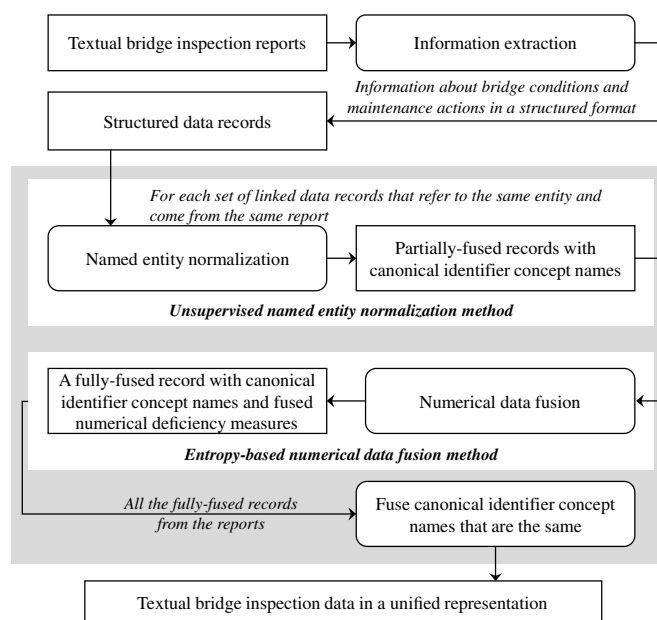 Textual bridge inspection reports
Information extraction
Information about bridge conditions and
maintenance actions in a structured format
Structured data records
For each set of linked data records that refer to the same entity and
come from the same report
Named entity normalization
Partially-fused records with
canonical identifier concept names
Unsupervised named entity normalization method
A fully-fused record with canonical
identifier concept names and fused
numerical deficiency measures
Numerical data fusion
Entropy-based numerical data fusion method
All the fully-fused records
from the reports
Fuse canonical identifier concept
names that are the same
Textual bridge inspection data in a unified representation